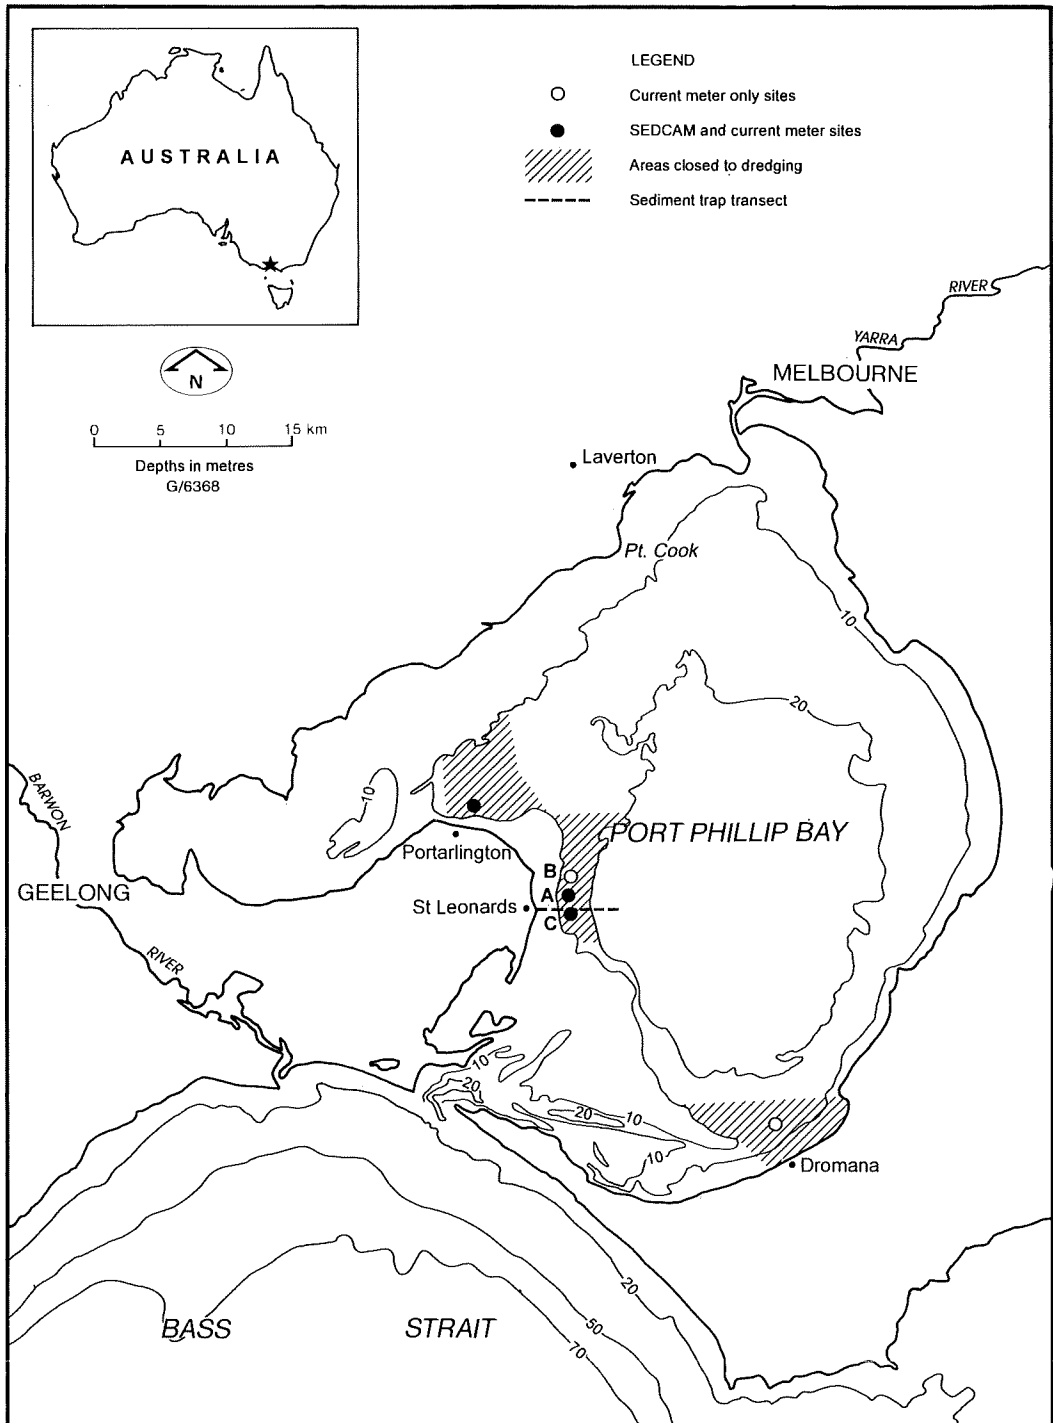 AUSTRALIA
LEGEND
Current meter only sites
SEDCAM and current meter sites
Areas closed to dredging
Sediment trap transect
N
0 5 10 15 km
Depths in metres
G/6368
RIVER
YARRA
MELBOURNE
Laverton
Pt. Cook
10
20
BARWON
10
PORT PHILLIP BAY
Portarlington
B
GEELONG
A
St Leonards
C
RIVER
10
20
20
10
10
Dromana
20
BASS STRAIT
50
70